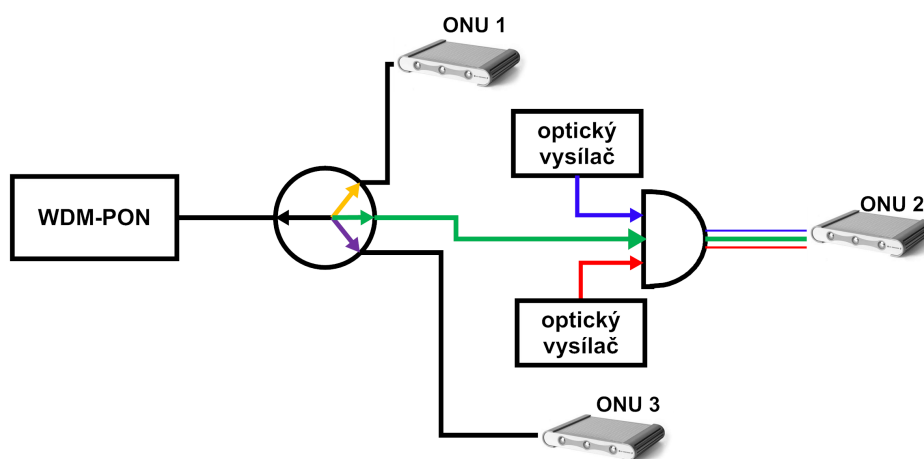 ONU 1
optický
vysílač
WDM-PON
ONU 2
optický
vysílač
ONU 3